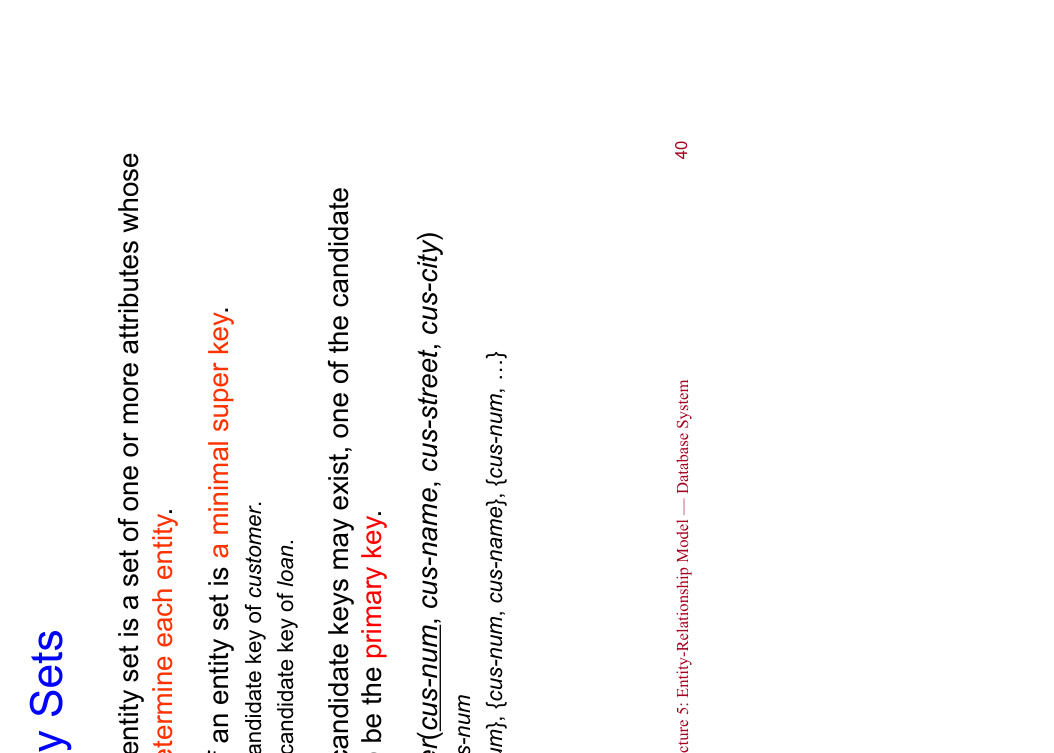 y Sets
entity set is a set of one or more attributes whose
etermine each entity.
an entity set is a minimal super key.
andidate key of customer.
candidate key of loan.
candidate keys may exist, one of the candidate
be the primary key.
er(cus-num, cus-name, cus-street, cus-city)
s-num
um}, {cus-num, cus-name}, {cus-num, …}
cture 5: Entity-Relationship Model — Database System
40